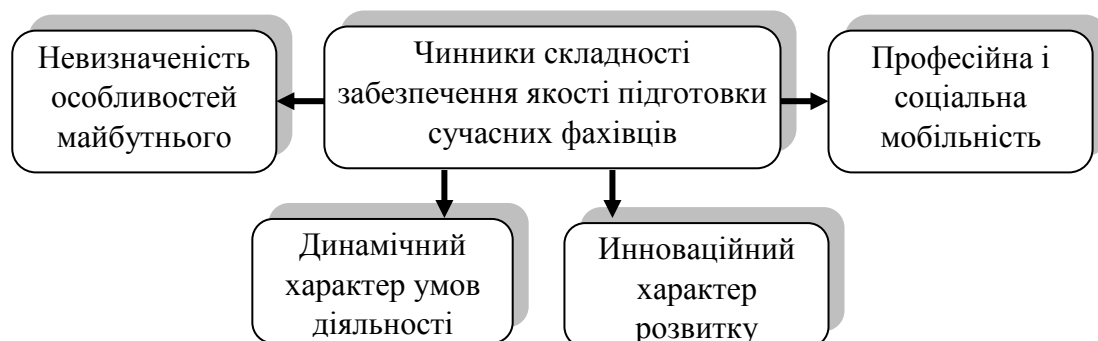 Невизначеність
особливостей
майбутнього
Чинники складності
забезпечення якості підготовки
сучасних фахівців
Професійна і
соціальна
мобільність
Динамічний
характер умов
діяльності
Инноваційний
характер
розвитку